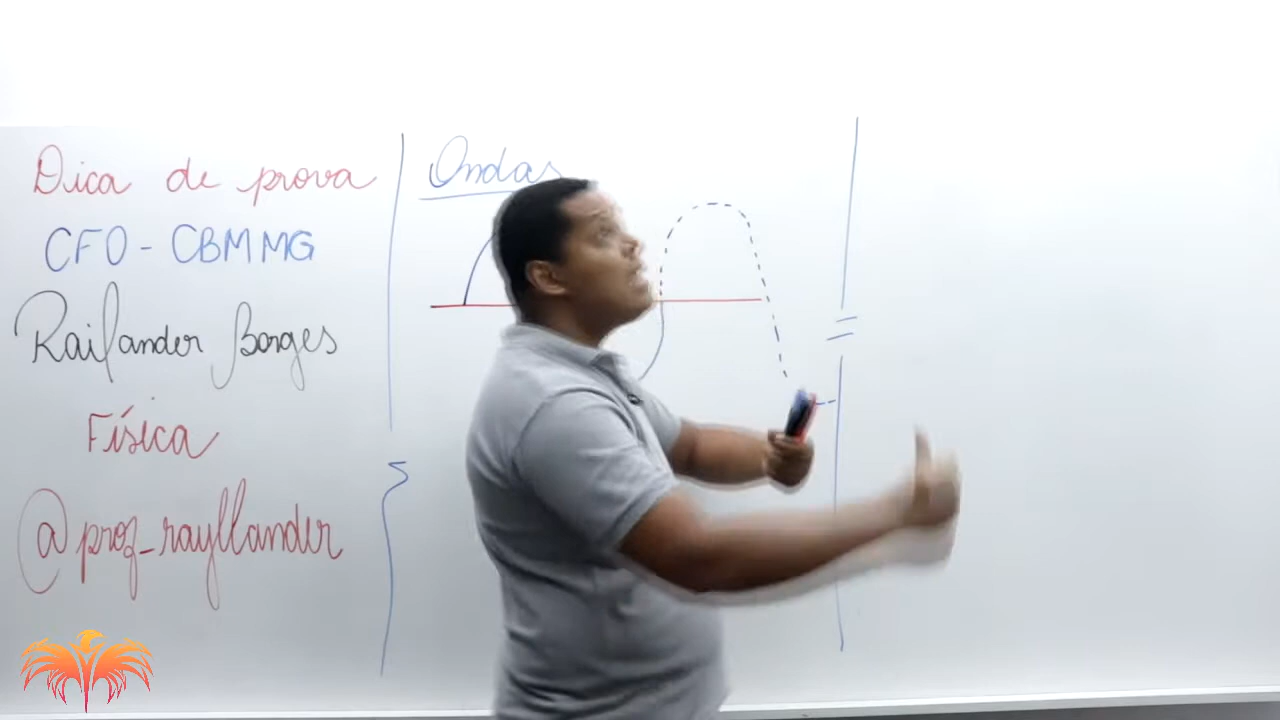 Dica de prova
CFO - CBMMG
Railander Borges
Física
@prof_rayllander
Ondas